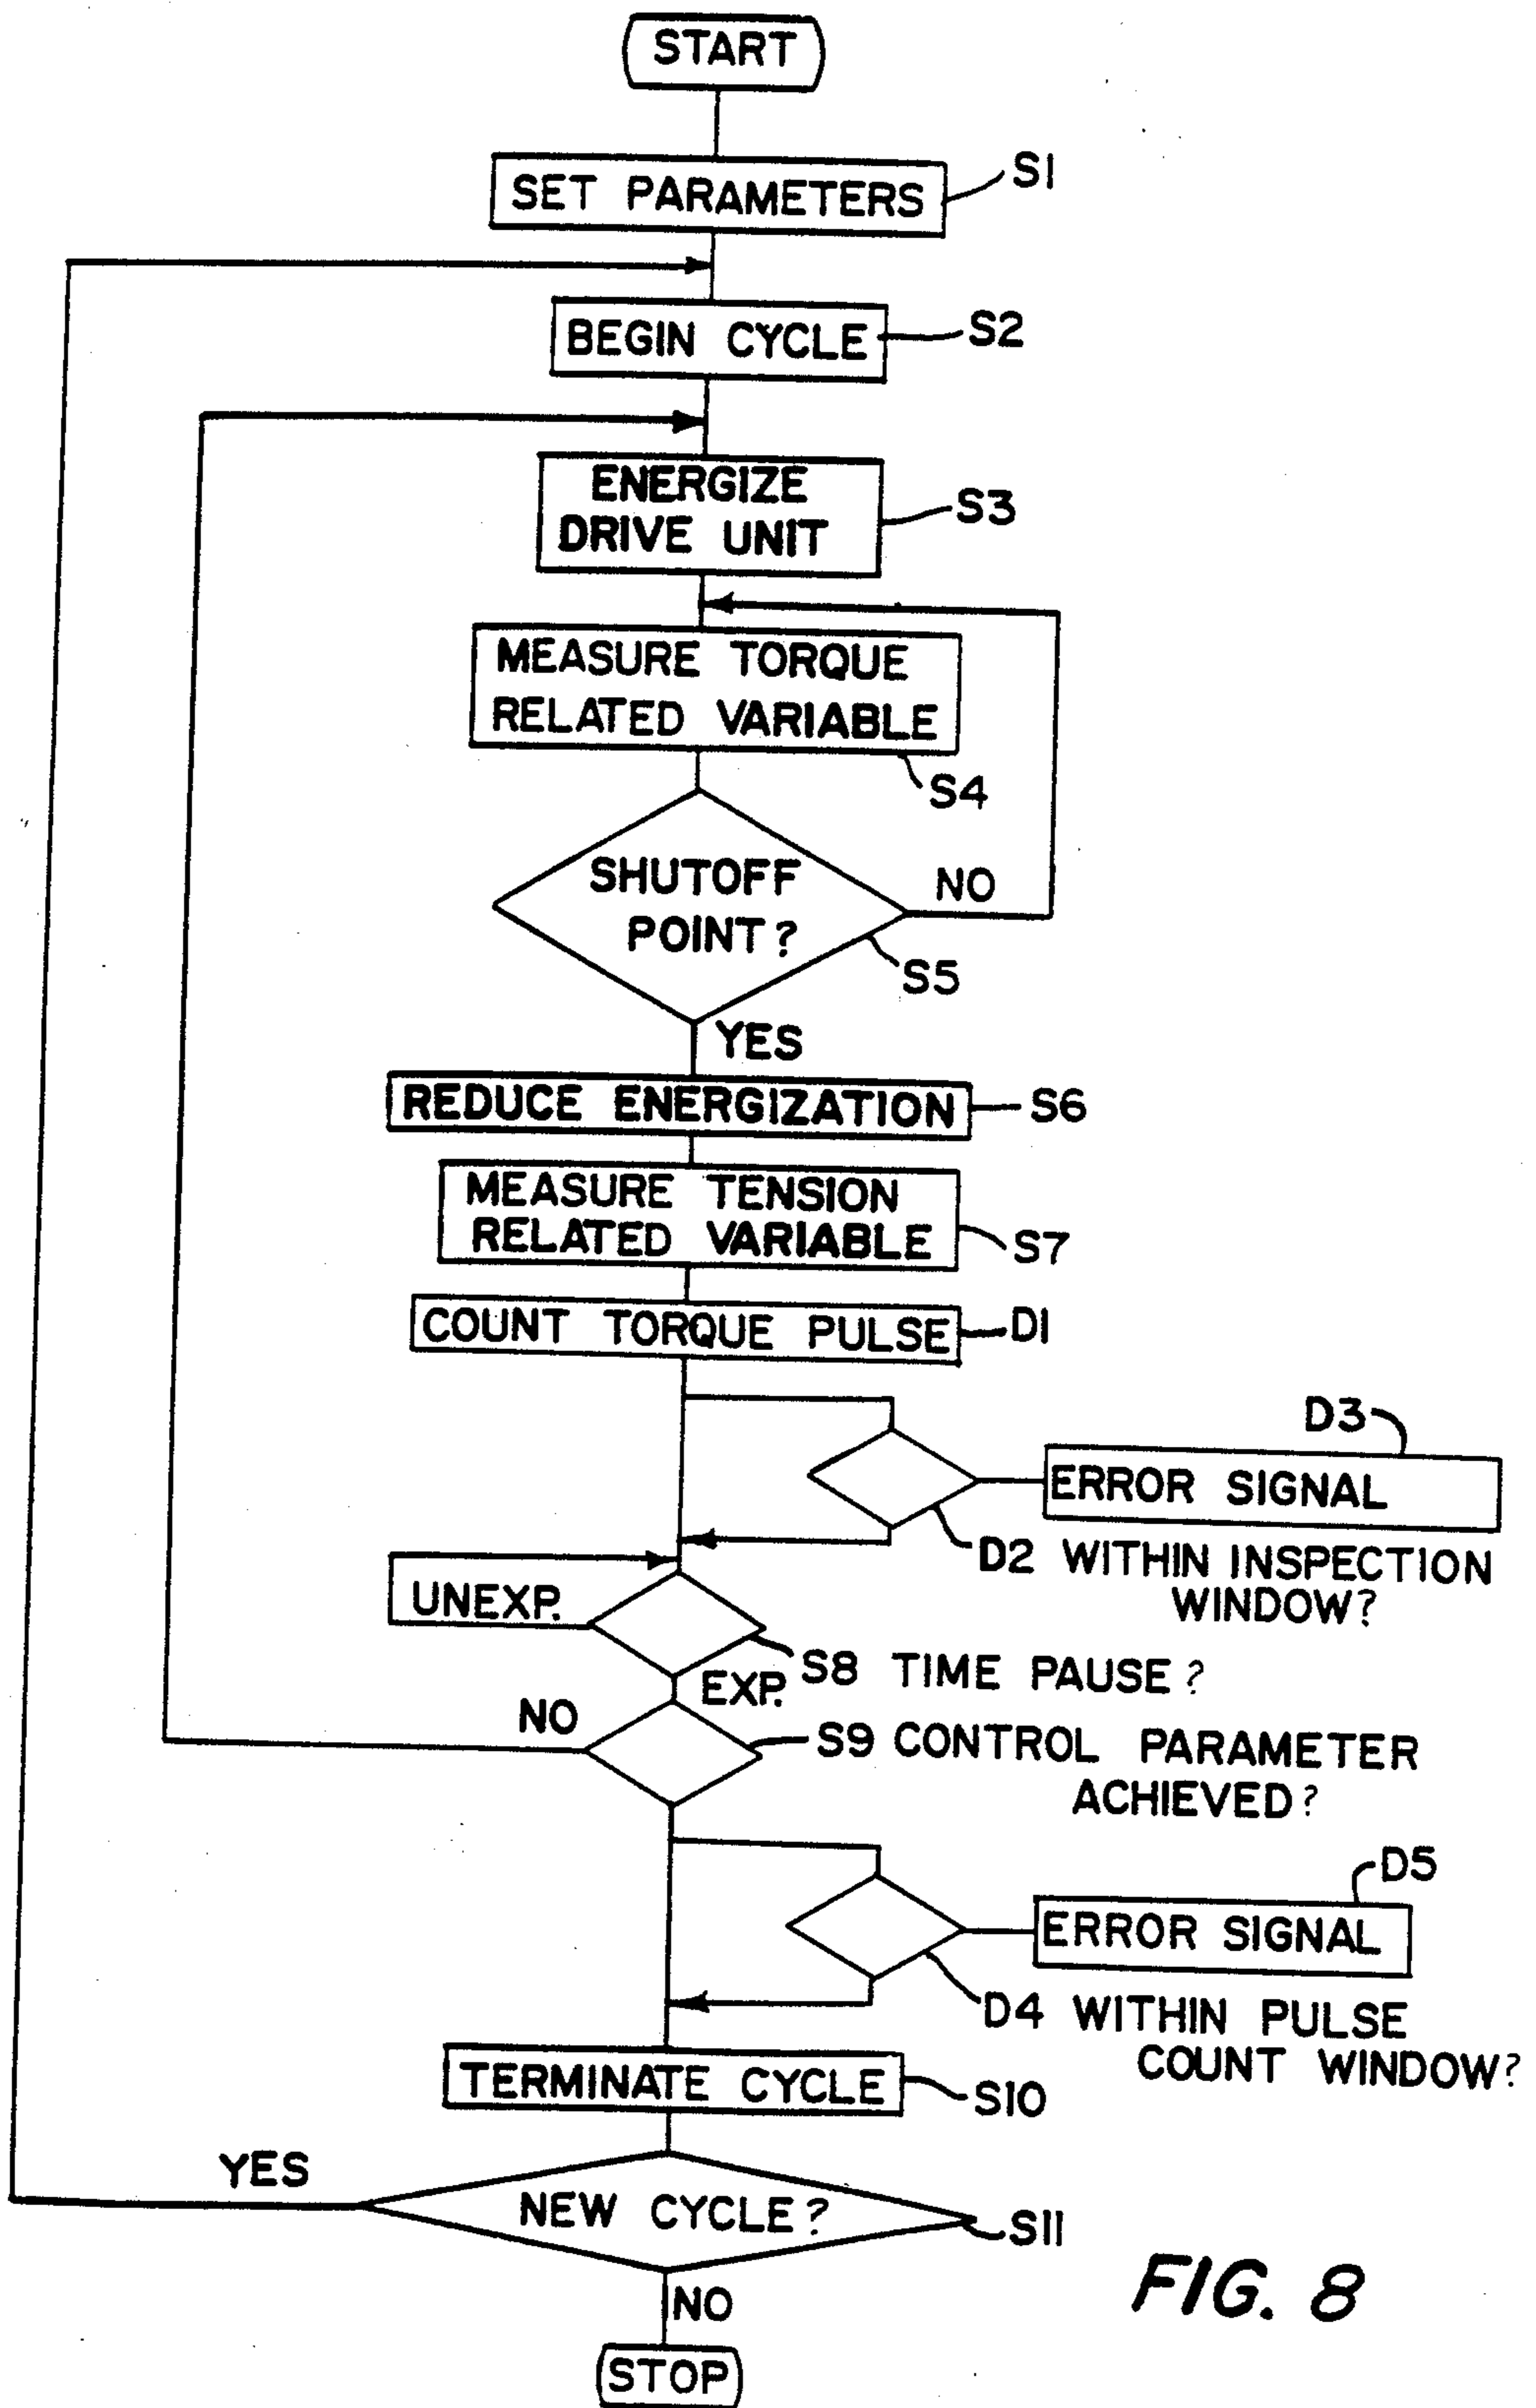 START
SET PARAMETERS
S1
BEGIN CYCLE
S2
ENERGIZE
DRIVE UNIT
S3
MEASURE TORQUE
RELATED VARIABLE
S4
SHUTOFF
POINT?
NO
S5
YES
REDUCE ENERGIZATION
S6
MEASURE TENSION
RELATED VARIABLE
S7
COUNT TORQUE PULSE
D1
D3
ERROR SIGNAL
D2 WITHIN INSPECTION
WINDOW?
UNEXP.
S8 TIME PAUSE?
EXP.
NO
S9 CONTROL PARAMETER
ACHIEVED?
D5
ERROR SIGNAL
D4 WITHIN PULSE
COUNT WINDOW?
TERMINATE CYCLE
S10
YES
NEW CYCLE?
S11
NO
STOP
FIG. 8